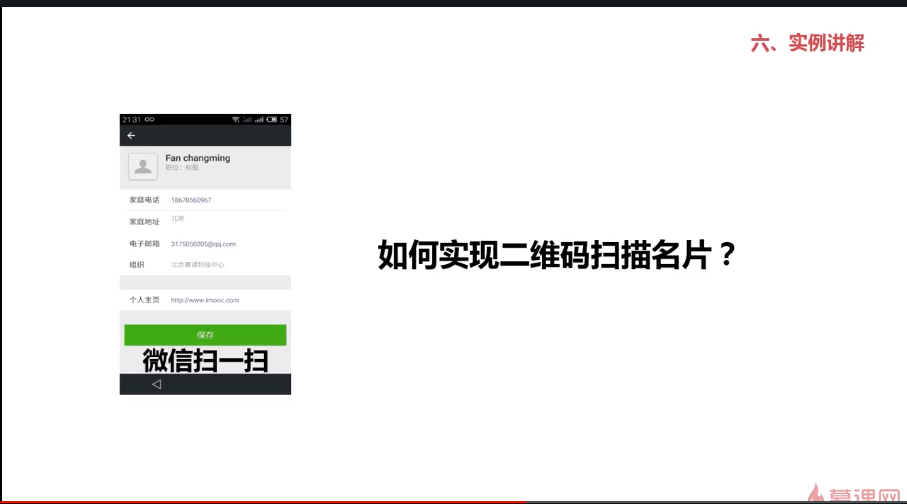 六、实例讲解
21:31
57
Fan changming
职位：
家庭电话 18678560967
家庭地址 北京
电子邮箱 3175050205@qq.com
组织 北京慕课科技中心
个人主页 http://www.imooc.com
保存
微信扫一扫
如何实现二维码扫描名片？
慕课网